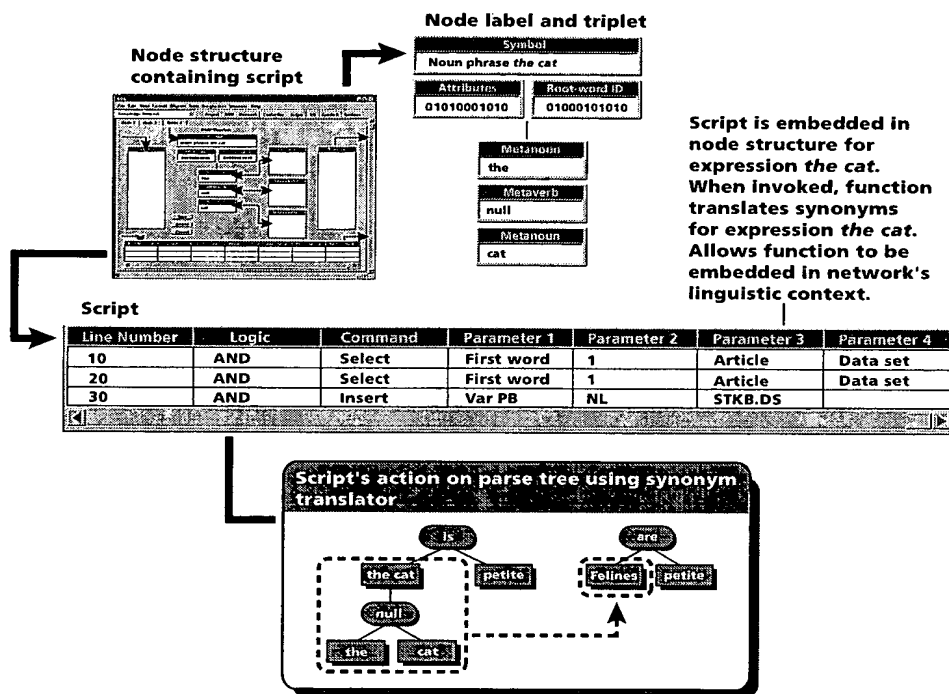 Node label and triplet
Node structure
containing script
Symbol
Noun phrase the cat
Attributes
Root-word ID
01010001010
01000101010
Metanoun
the
Metaverb
null
Metanoun
cat
Script is embedded in
node structure for
expression the cat.
When invoked, function
translates synonyms
for expression the cat.
Allows function to be
embedded in network's
linguistic context.
Script
Line Number Logic Command Parameter 1 Parameter 2 Parameter 3 Parameter 4
10 AND Select First word 1 Article Data set
20 AND Select First word 1 Article Data set
30 AND Insert Var PB NL STKB.DS
Script's action on parse tree using synonym
translator
is
are
the cat
petite
Felines
petite
null
the
cat